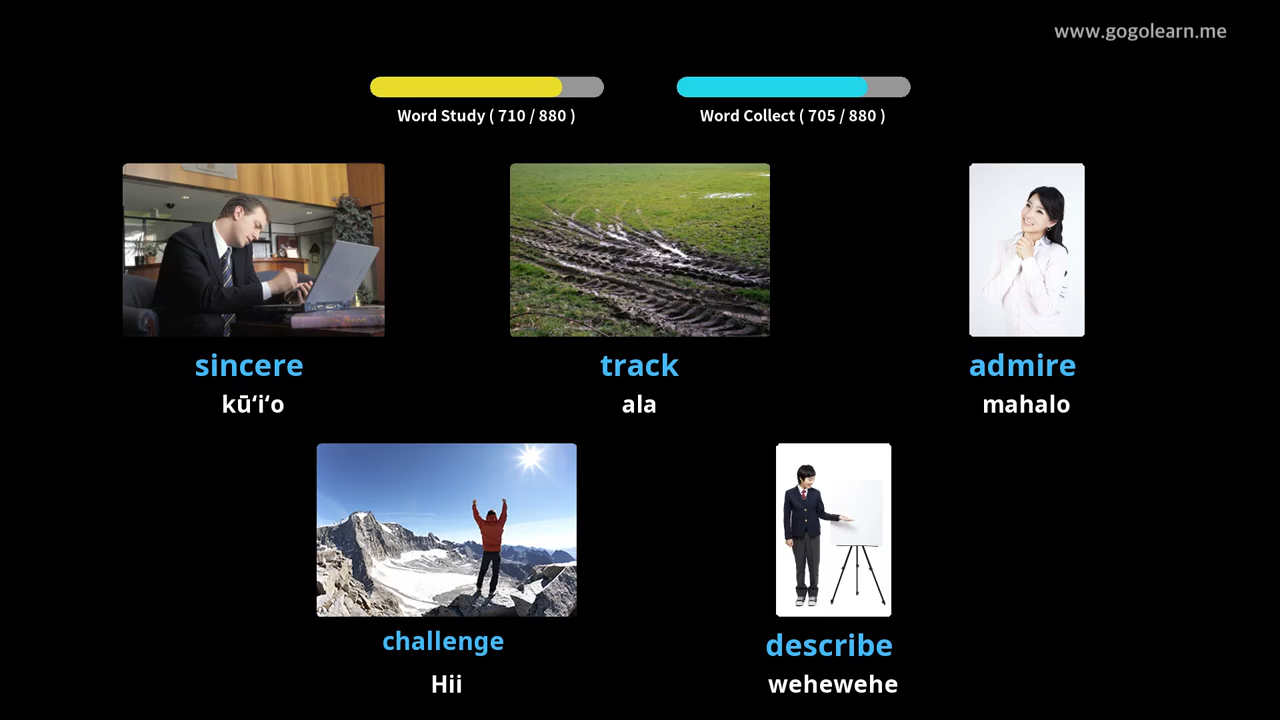 www.gogolearn.me
Word Study ( 710 / 880 )
Word Collect ( 705 / 880 )
sincere
kūʻiʻo
track
ala
admire
mahalo
challenge
Hii
describe
wehewehe